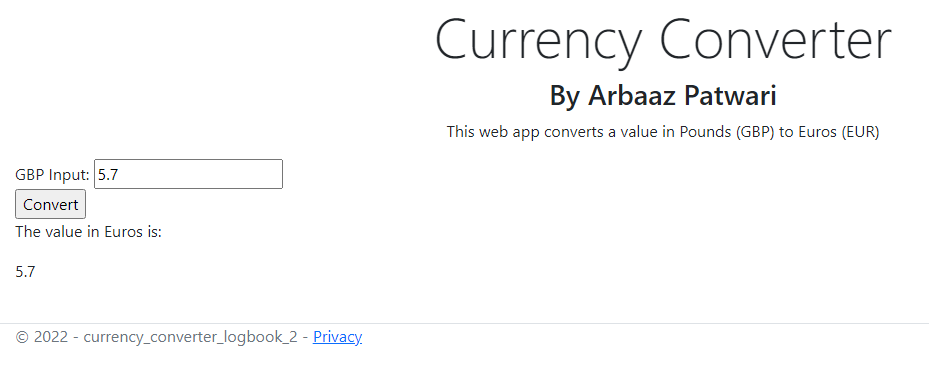 Currency Converter
By Arbaaz Patwari
This web app converts a value in Pounds (GBP) to Euros (EUR)
GBP Input: 5.7
Convert
The value in Euros is:
5.7
© 2022 - currency_converter_logbook_2 - Privacy